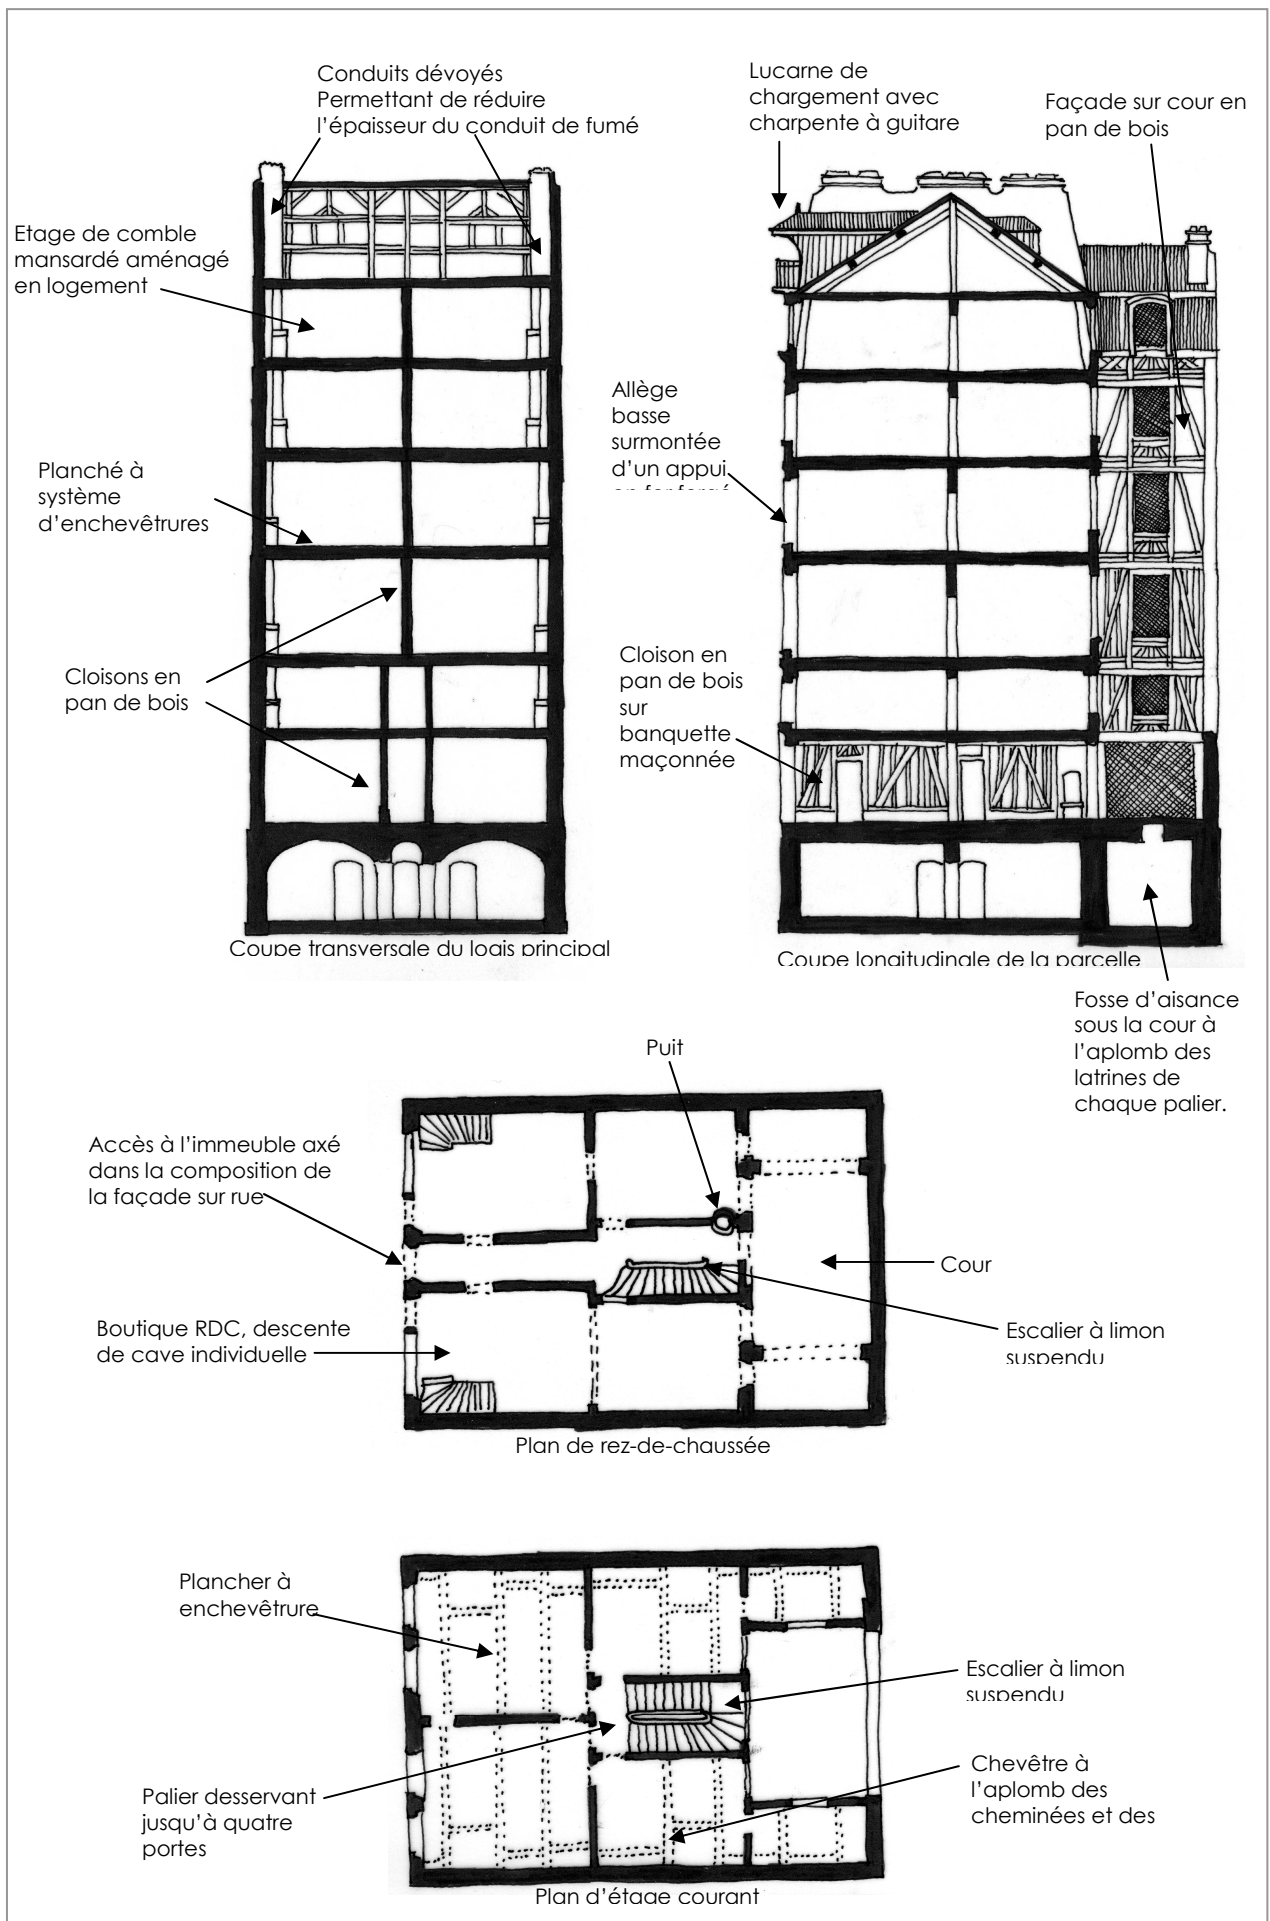 Conduits dévoyés
Permettant de réduire
l'épaisseur du conduit de fumé
Lucarne de
chargement avec
charpente à guitare
Façade sur cour en
pan de bois
Etage de comble
mansardé aménagé
en logement
Allège
basse
surmontée
d'un appui
en fer forgé
Planché à
système
d'enchevêtrures
Cloisons en
pan de bois
Cloison en
pan de bois
sur
banquette
maçonnée
Coupe transversale du logis principal
Coupe longitudinale de la parcelle
Fosse d'aisance
sous la cour à
l'aplomb des
latrines de
chaque palier.
Puit
Accès à l'immeuble axé
dans la composition de
la façade sur rue
Cour
Boutique RDC, descente
de cave individuelle
Escalier à limon
suspendu
Plan de rez-de-chaussée
Plancher à
enchevêtrure
Escalier à limon
suspendu
Palier desservant
jusqu'à quatre
portes
Chevêtre à
l'aplomb des
cheminées et des
Plan d'étage courant